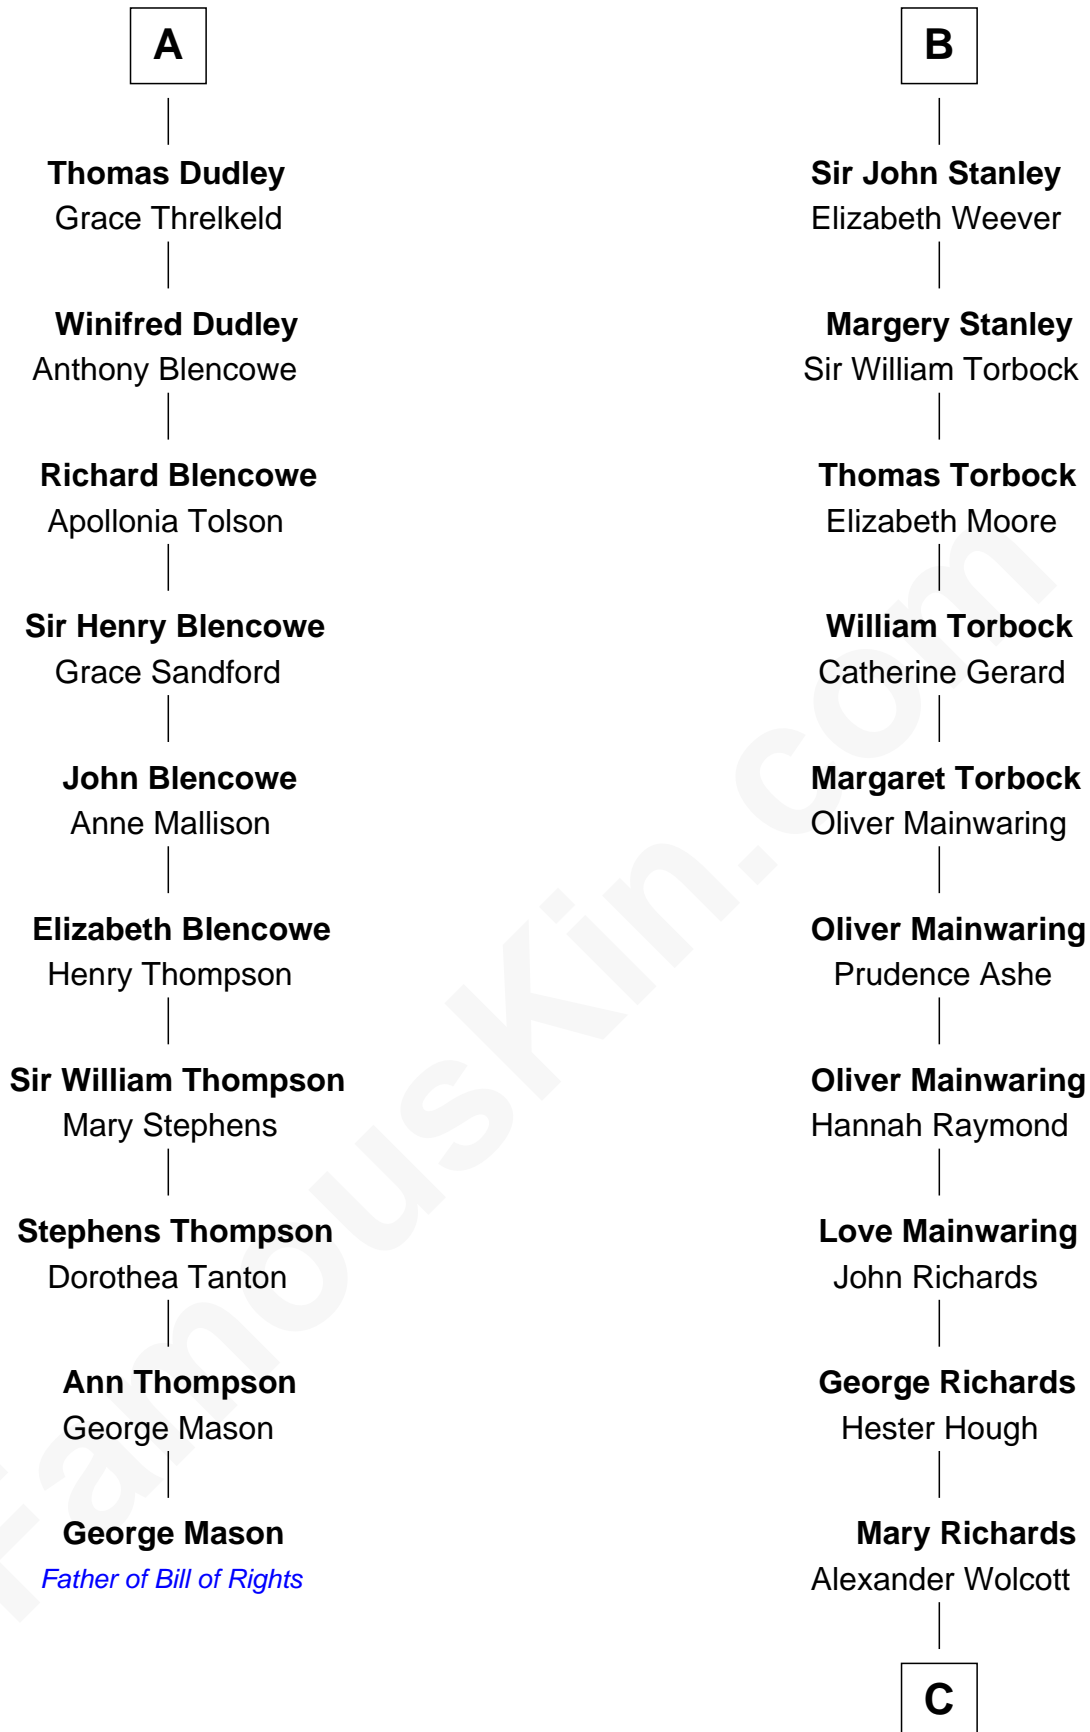 A
Thomas Dudley
Grace Threlkeld
Winifred Dudley
Anthony Blencowe
Richard Blencowe
Apollonia Tolson
Sir Henry Blencowe
Grace Sandford
John Blencowe
Anne Mallison
Elizabeth Blencowe
Henry Thompson
Sir William Thompson
Mary Stephens
Stephens Thompson
Dorothea Tanton
Ann Thompson
George Mason
George Mason
Father of Bill of Rights
B
Sir John Stanley
Elizabeth Weever
Margery Stanley
Sir William Torbock
Thomas Torbock
Elizabeth Moore
William Torbock
Catherine Gerard
Margaret Torbock
Oliver Mainwaring
Oliver Mainwaring
Prudence Ashe
Oliver Mainwaring
Hannah Raymond
Love Mainwaring
John Richards
George Richards
Hester Hough
Mary Richards
Alexander Wolcott
C
FamousKin.com